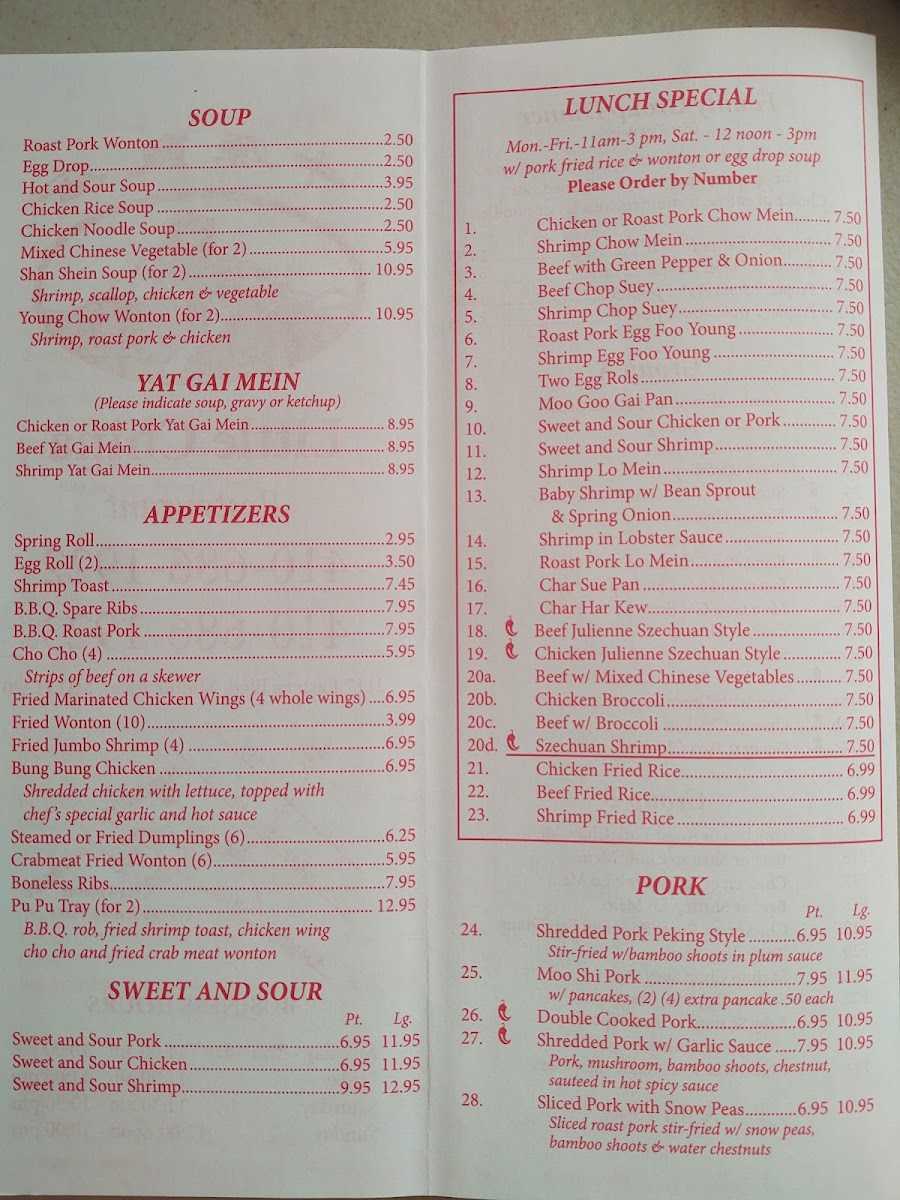 SOUP
Roast Pork Wonton 2.50
Egg Drop 2.50
Hot and Sour Soup 3.95
Chicken Rice Soup 2.50
Chicken Noodle Soup 2.50
Mixed Chinese Vegetable (for 2) 5.95
Shan Shein Soup (for 2) 10.95
Shrimp, scallop, chicken & vegetable
Young Chow Wonton (for 2) 10.95
Shrimp, roast pork & chicken
YAT GAI MEIN
(Please indicate soup, gravy or ketchup)
Chicken or Roast Pork Yat Gai Mein 8.95
Beef Yat Gai Mein 8.95
Shrimp Yat Gai Mein 8.95
APPETIZERS
Spring Roll 2.95
Egg Roll (2) 3.50
Shrimp Toast 7.45
B.B.Q. Spare Ribs 7.95
B.B.Q. Roast Pork 7.95
Cho Cho (4) 5.95
Strips of beef on a skewer
Fried Marinated Chicken Wings (4 whole wings) 6.95
Fried Wonton (10) 3.99
Fried Jumbo Shrimp (4) 6.95
Bung Bung Chicken 6.95
Shredded chicken with lettuce, topped with
chef's special garlic and hot sauce
Steamed or Fried Dumplings (6) 6.25
Crabmeat Fried Wonton (6) 5.95
Boneless Ribs 7.95
Pu Pu Tray (for 2) 12.95
B.B.Q. rob, fried shrimp toast, chicken wing
cho cho and fried crab meat wonton
SWEET AND SOUR
Pt. Lg.
Sweet and Sour Pork 6.95 11.95
Sweet and Sour Chicken 6.95 11.95
Sweet and Sour Shrimp 9.95 12.95
LUNCH SPECIAL
Mon.-Fri.-11am-3 pm, Sat. - 12 noon - 3pm
w/ pork fried rice & wonton or egg drop soup
Please Order by Number
1. Chicken or Roast Pork Chow Mein 7.50
2. Shrimp Chow Mein 7.50
3. Beef with Green Pepper & Onion 7.50
4. Beef Chop Suey 7.50
5. Shrimp Chop Suey 7.50
6. Roast Pork Egg Foo Young 7.50
7. Shrimp Egg Foo Young 7.50
8. Two Egg Rols 7.50
9. Moo Goo Gai Pan 7.50
10. Sweet and Sour Chicken or Pork 7.50
11. Sweet and Sour Shrimp 7.50
12. Shrimp Lo Mein 7.50
13. Baby Shrimp w/ Bean Sprout
& Spring Onion 7.50
14. Shrimp in Lobster Sauce 7.50
15. Roast Pork Lo Mein 7.50
16. Char Sue Pan 7.50
17. Char Har Kew 7.50
18. Beef Julienne Szechuan Style 7.50
19. Chicken Julienne Szechuan Style 7.50
20a. Beef w/ Mixed Chinese Vegetables 7.50
20b. Chicken Broccoli 7.50
20c. Beef w/ Broccoli 7.50
20d. Szechuan Shrimp 7.50
21. Chicken Fried Rice 6.99
22. Beef Fried Rice 6.99
23. Shrimp Fried Rice 6.99
PORK
Pt. Lg.
24. Shredded Pork Peking Style 6.95 10.95
Stir-fried w/bamboo shoots in plum sauce
25. Moo Shi Pork 7.95 11.95
w/ pancakes, (2) (4) extra pancake .50 each
26. Double Cooked Pork 6.95 10.95
27. Shredded Pork w/ Garlic Sauce 7.95 10.95
Pork, mushroom, bamboo shoots, chestnut,
sauteed in hot spicy sauce
28. Sliced Pork with Snow Peas 6.95 10.95
Sliced roast pork stir-fried w/ snow peas,
bamboo shoots & water chestnuts